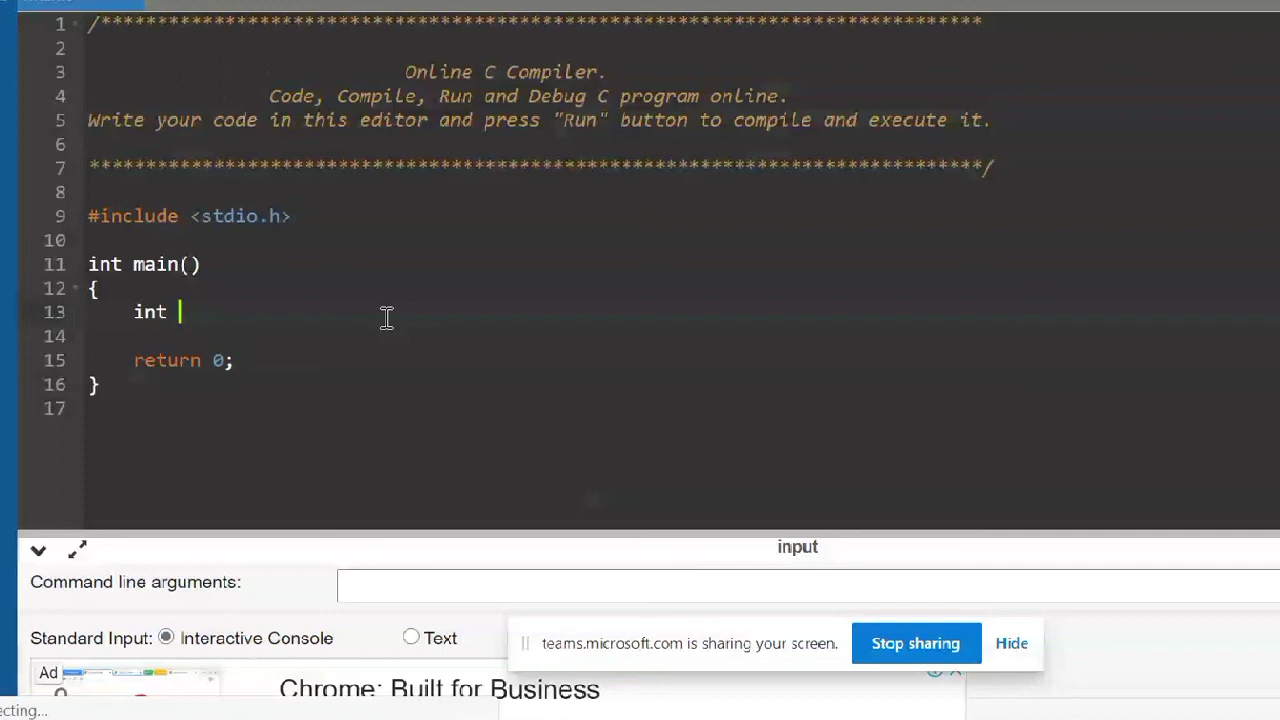 1 /******************************************************************************
2
3 Online C Compiler.
4 Code, Compile, Run and Debug C program online.
5 Write your code in this editor and press "Run" button to compile and execute it.
6
7 *******************************************************************************/
8
9 #include <stdio.h>
10
11 int main()
12 {
13 int
14
15 return 0;
16 }
17
input
Command line arguments:
Standard Input: Interactive Console Text
teams.microsoft.com is sharing your screen. Stop sharing Hide
Ad
Chrome: Built for Business
ecting...